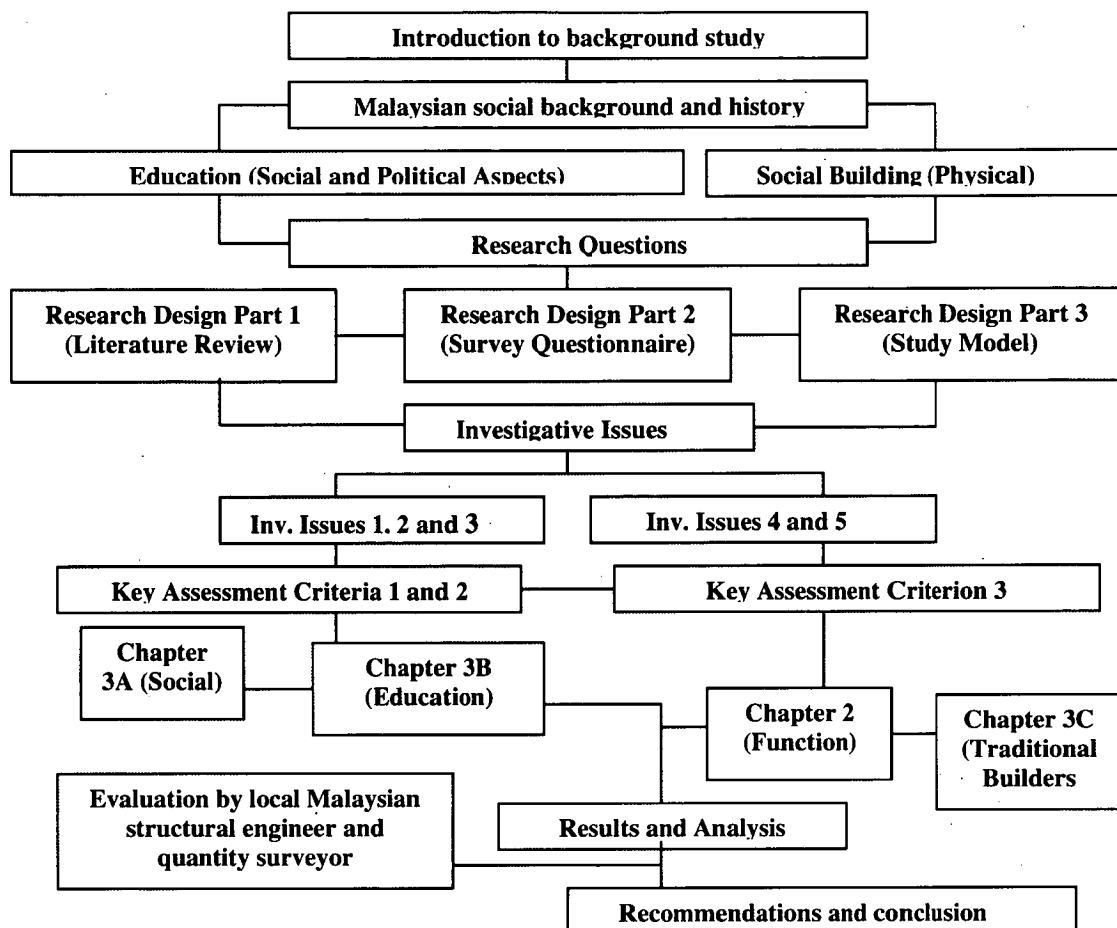 Introduction to background study
Malaysian social background and history
Education (Social and Political Aspects)
Social Building (Physical)
Research Questions
Research Design Part 1
(Literature Review)
Research Design Part 2
(Survey Questionnaire)
Research Design Part 3
(Study Model)
Investigative Issues
Inv. Issues 1. 2 and 3
Inv. Issues 4 and 5
Key Assessment Criteria 1 and 2
Key Assessment Criterion 3
Chapter
3A (Social)
Chapter 3B
(Education)
Chapter 2
(Function)
Chapter 3C
(Traditional
Builders
Evaluation by local Malaysian
structural engineer and
quantity surveyor
Results and Analysis
Recommendations and conclusion